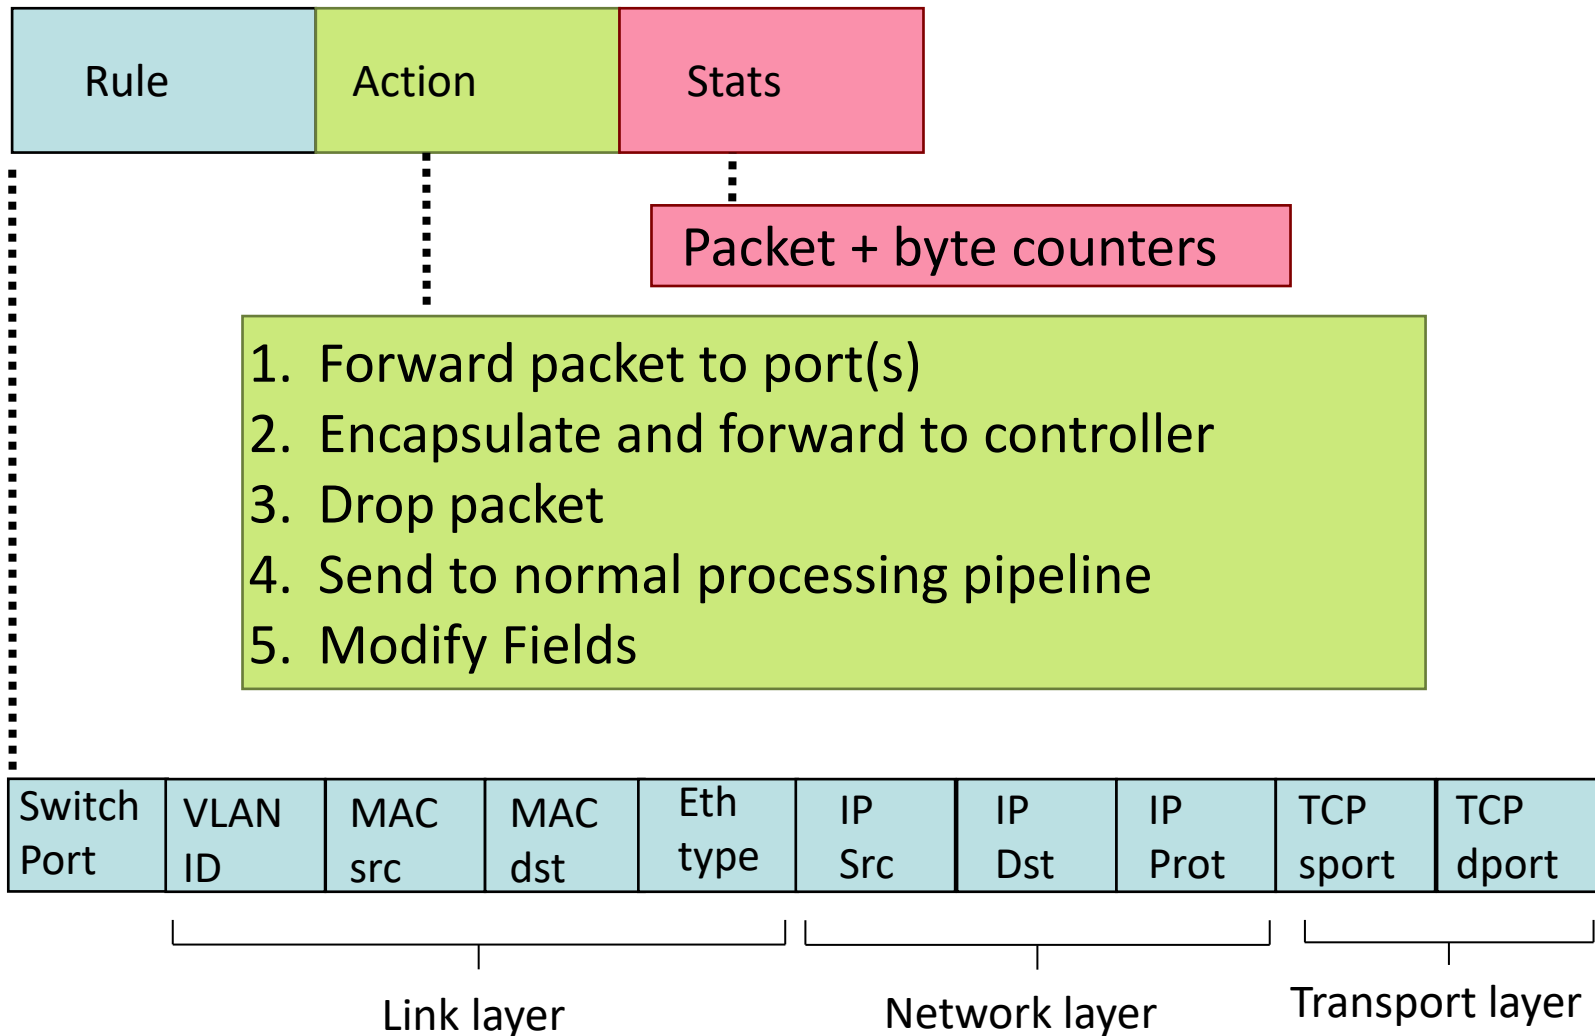 Rule
Action
Stats
Packet + byte counters
1. Forward packet to port(s)
2. Encapsulate and forward to controller
3. Drop packet
4. Send to normal processing pipeline
5. Modify Fields
Switch
Port
VLAN
ID
MAC
src
MAC
dst
Eth
type
IP
Src
IP
Dst
IP
Prot
TCP
sport
TCP
dport
Link layer
Network layer
Transport layer